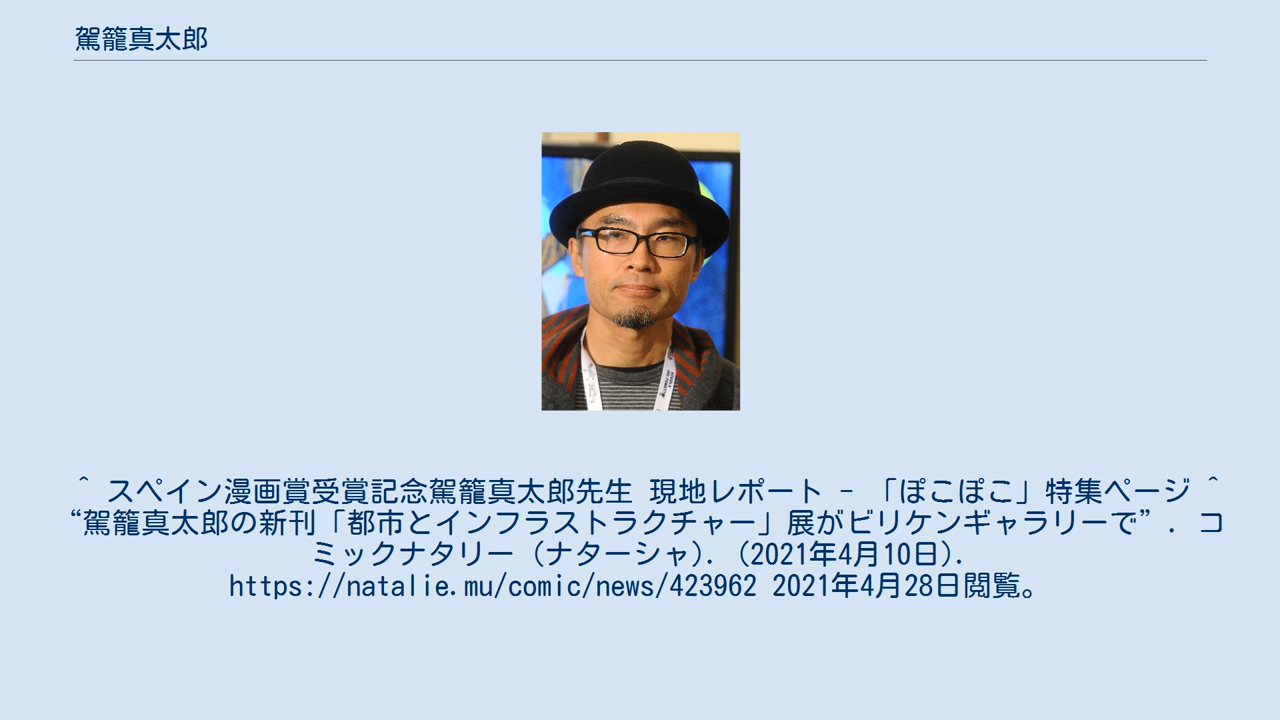 駕籠真太郎
^ スペイン漫画賞受賞記念駕籠真太郎先生 現地レポート - 「ぽこぽこ」特集ページ ^
“駕籠真太郎の新刊「都市とインフラストラクチャー」展がビリケンギャラリーで”. コ
ミックナタリー (ナターシャ). (2021年4月10日).
https://natalie.mu/comic/news/423962 2021年4月28日閲覧。